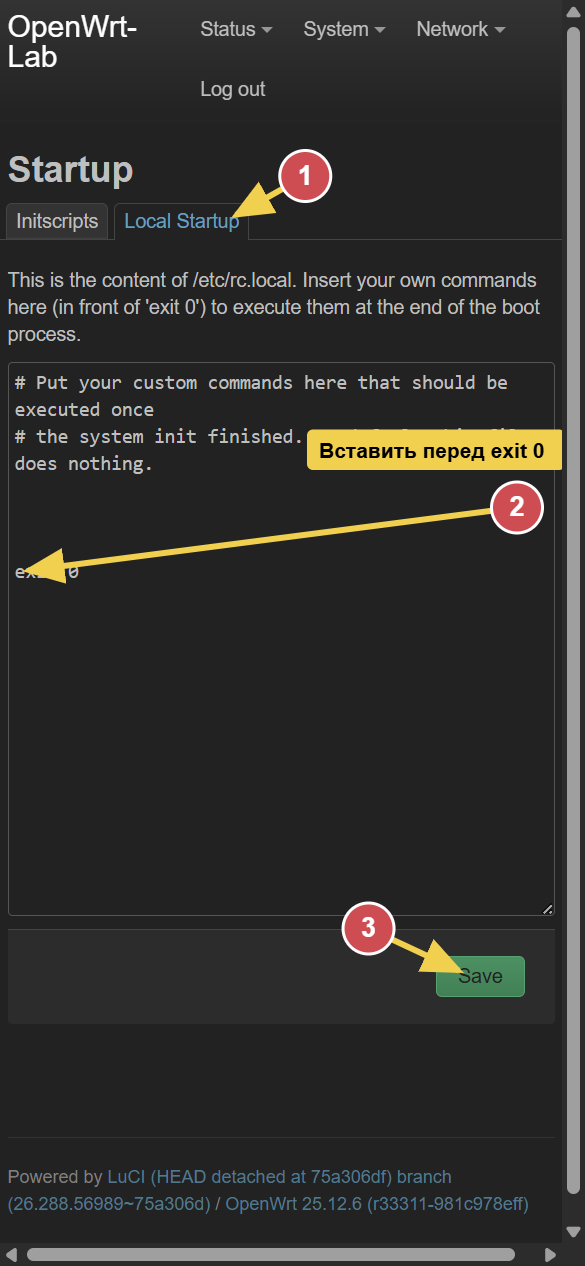 OpenWrt-
Lab
Status
System
Network
Log out
Startup
1
Initscripts
Local Startup
This is the content of /etc/rc.local. Insert your own commands
here (in front of 'exit 0') to execute them at the end of the boot
process.
# Put your custom commands here that should be
executed once
# the system init finished.
Вставить перед exit 0
does nothing.
2
0
3
Save
Powered by LuCI (HEAD detached at 75a306df) branch
(26.288.56989~75a306d) / OpenWrt 25.12.6 (r33311-981c978eff)